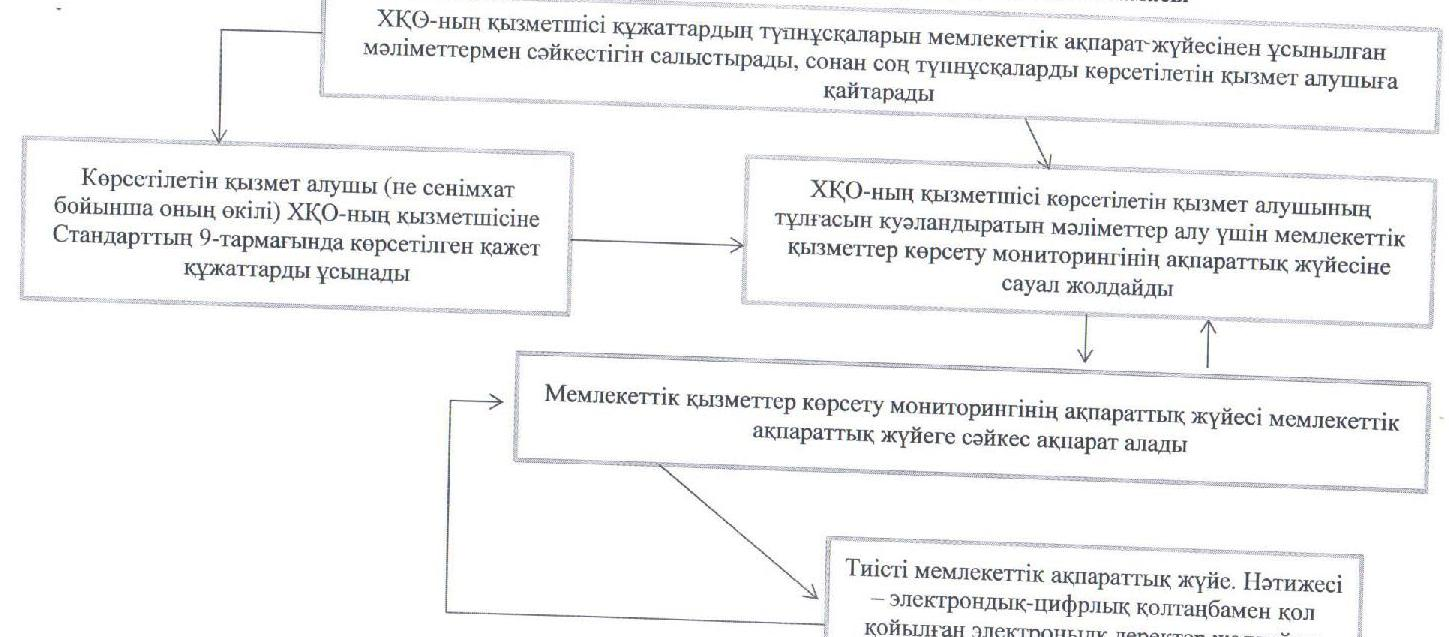 ХҚО-ның қызметшісі құжаттардың түпнұсқаларын мемлекеттік ақпарат жүйесінен ұсынылған
мәліметтермен сәйкестігін салыстырады, сонан соң түпнұсқаларды көрсетілетін қызмет алушыға
қайтарады
Көрсетілетін қызмет алушы (не сенімхат
бойынша оның өкілі) ХҚО-ның қызметшісіне
Стандарттың 9-тармағында көрсетілген қажет
құжаттарды ұсынады
ХҚО-ның қызметшісі көрсетілетін қызмет алушының
тұлғасын куәландыратын мәліметтер алу үшін мемлекеттік
қызметтер көрсету мониторингінің ақпараттық жүйесіне
сауал жолдайды
Мемлекеттік қызметтер көрсету мониторингінің ақпараттық жүйесі мемлекеттік
ақпараттық жүйеге сәйкес ақпарат алады
Тиісті мемлекеттік ақпараттық жүйе. Нәтижесі
– электрондық-цифрлық қолтаңбамен қол
қойылған